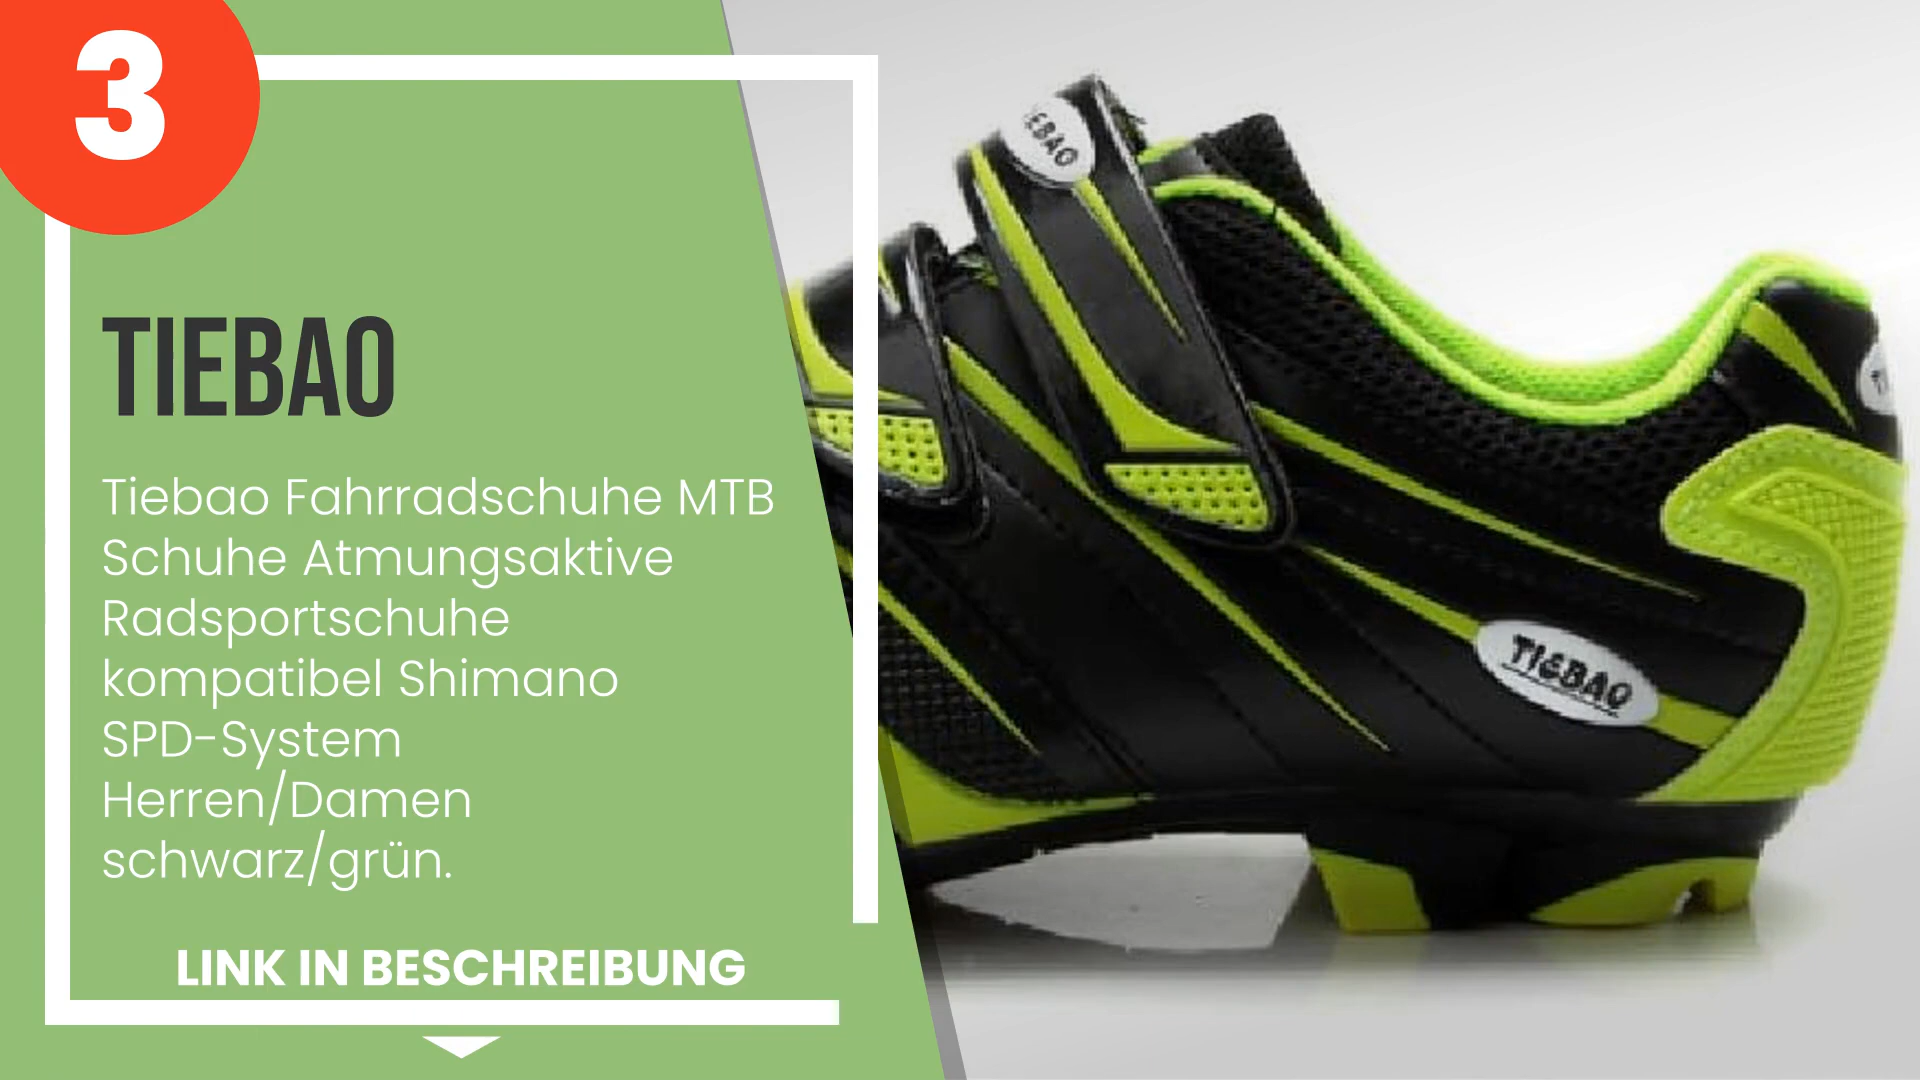 3
TIEBAO
Tiebao Fahrradschuhe MTB
Schuhe Atmungsaktive
Radsportschuhe
kompatibel Shimano
SPD-System
Herren/Damen
schwarz/grün.
LINK IN BESCHREIBUNG
TIEBAO
TIEBAO